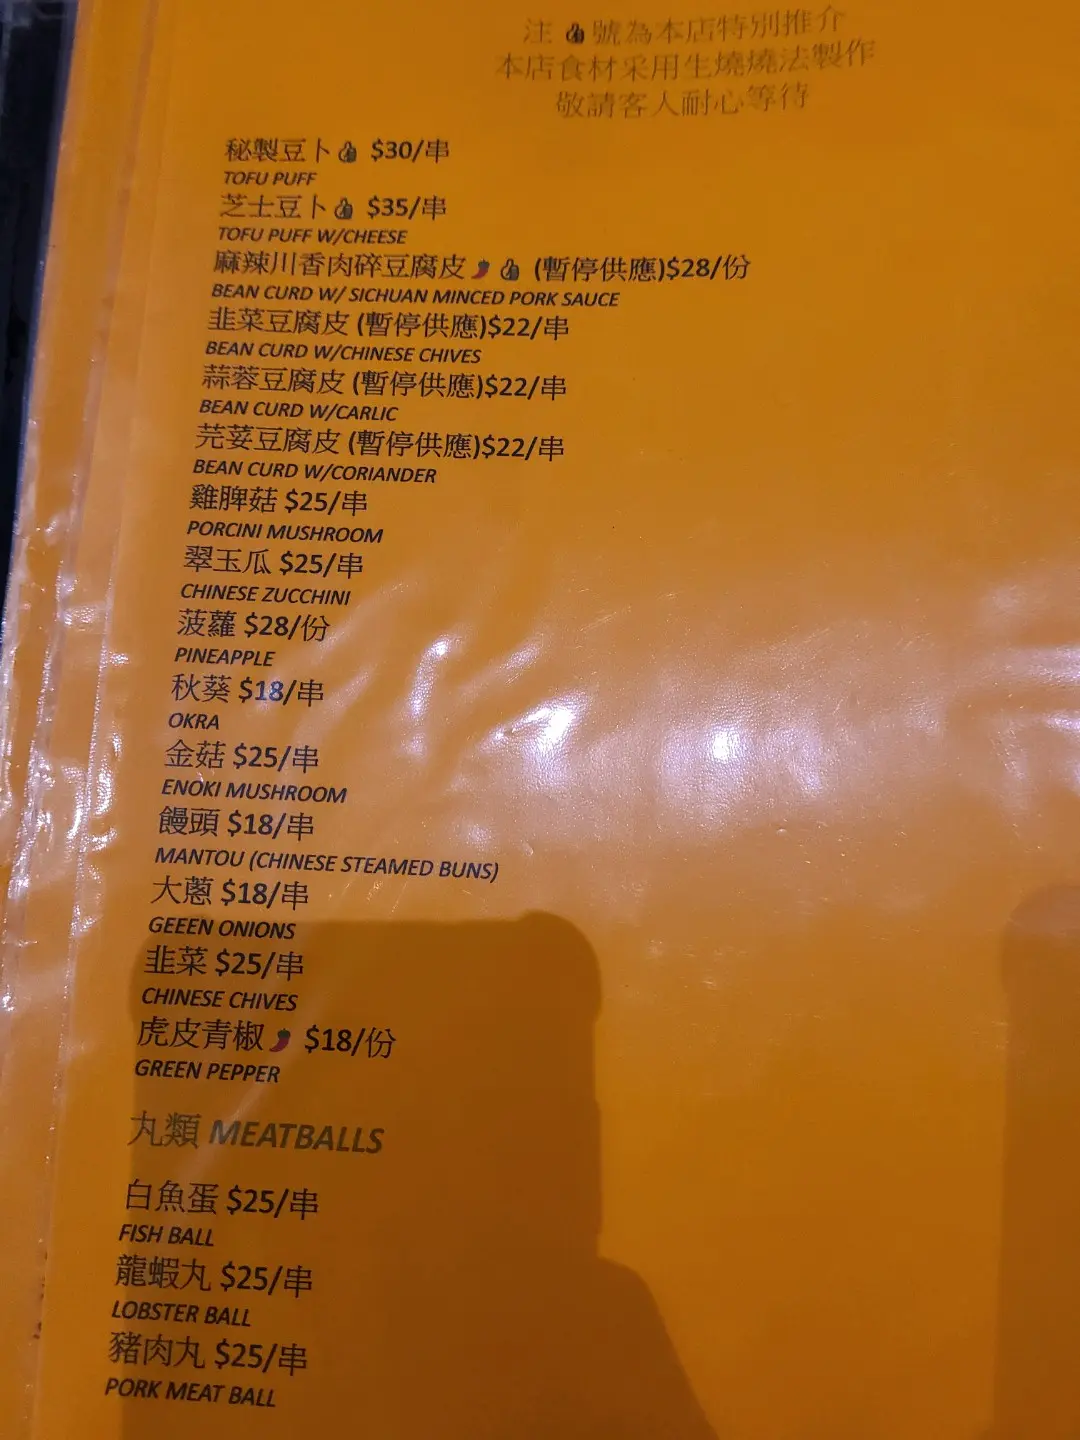 注 👍號為本店特別推介
本店食材采用生燒燒法製作
敬請客人耐心等待
秘製豆卜👍 $30/串
TOFU PUFF
芝士豆卜👍 $35/串
TOFU PUFF W/CHEESE
麻辣川香肉碎豆腐皮🌶👍 (暫停供應)$28/份
BEAN CURD W/ SICHUAN MINCED PORK SAUCE
韭菜豆腐皮 (暫停供應)$22/串
BEAN CURD W/CHINESE CHIVES
蒜蓉豆腐皮 (暫停供應)$22/串
BEAN CURD W/CARLIC
芫荽豆腐皮 (暫停供應)$22/串
BEAN CURD W/CORIANDER
雞脾菇 $25/串
PORCINI MUSHROOM
翠玉瓜 $25/串
CHINESE ZUCCHINI
菠蘿 $28/份
PINEAPPLE
秋葵 $18/串
OKRA
金菇 $25/串
ENOKI MUSHROOM
饅頭 $18/串
MANTOU (CHINESE STEAMED BUNS)
大蔥 $18/串
GEEEN ONIONS
韭菜 $25/串
CHINESE CHIVES
虎皮青椒🌶 $18/份
GREEN PEPPER
丸類 MEATBALLS
白魚蛋 $25/串
FISH BALL
龍蝦丸 $25/串
LOBSTER BALL
豬肉丸 $25/串
PORK MEAT BALL